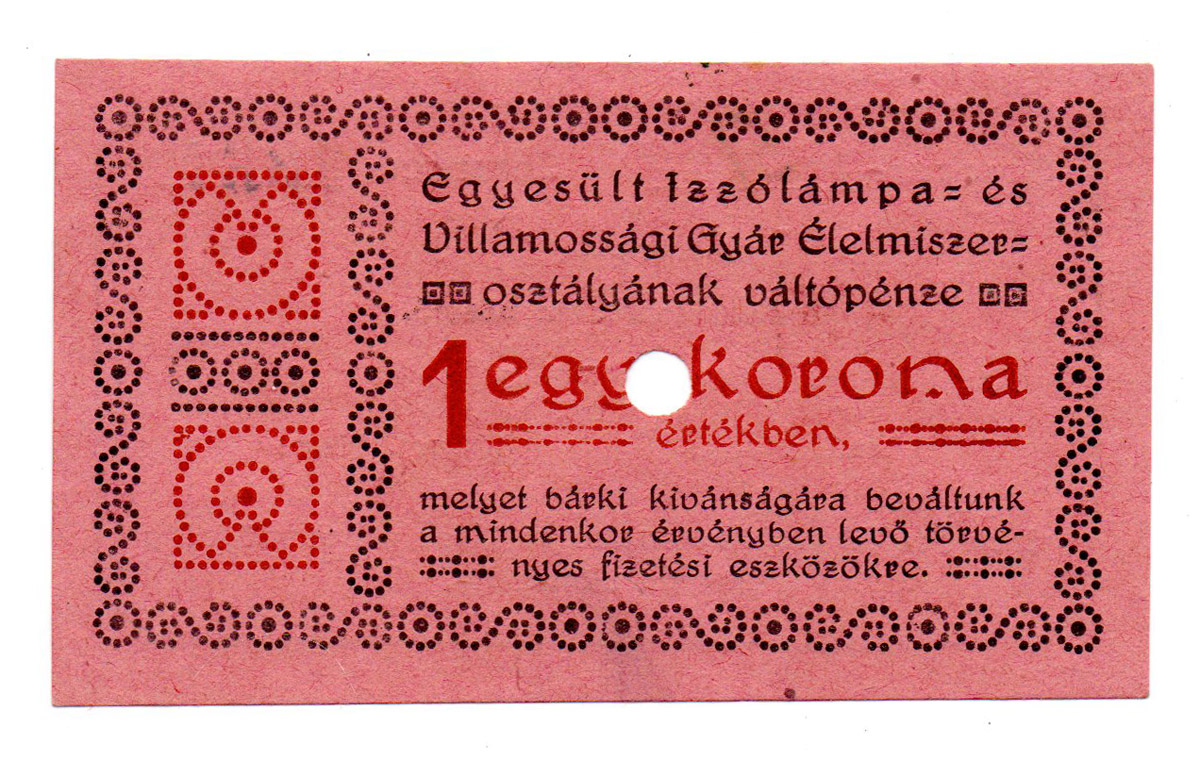 Egyesült Izzólámpa= és
Villamossági Gyár Élelmiszer=
osztályának váltópénze
1 egy korona
értékben,
melyet bárki kivánságára beváltunk
a mindenkor érvényben levő törvé-
nyes fizetési eszközökre.